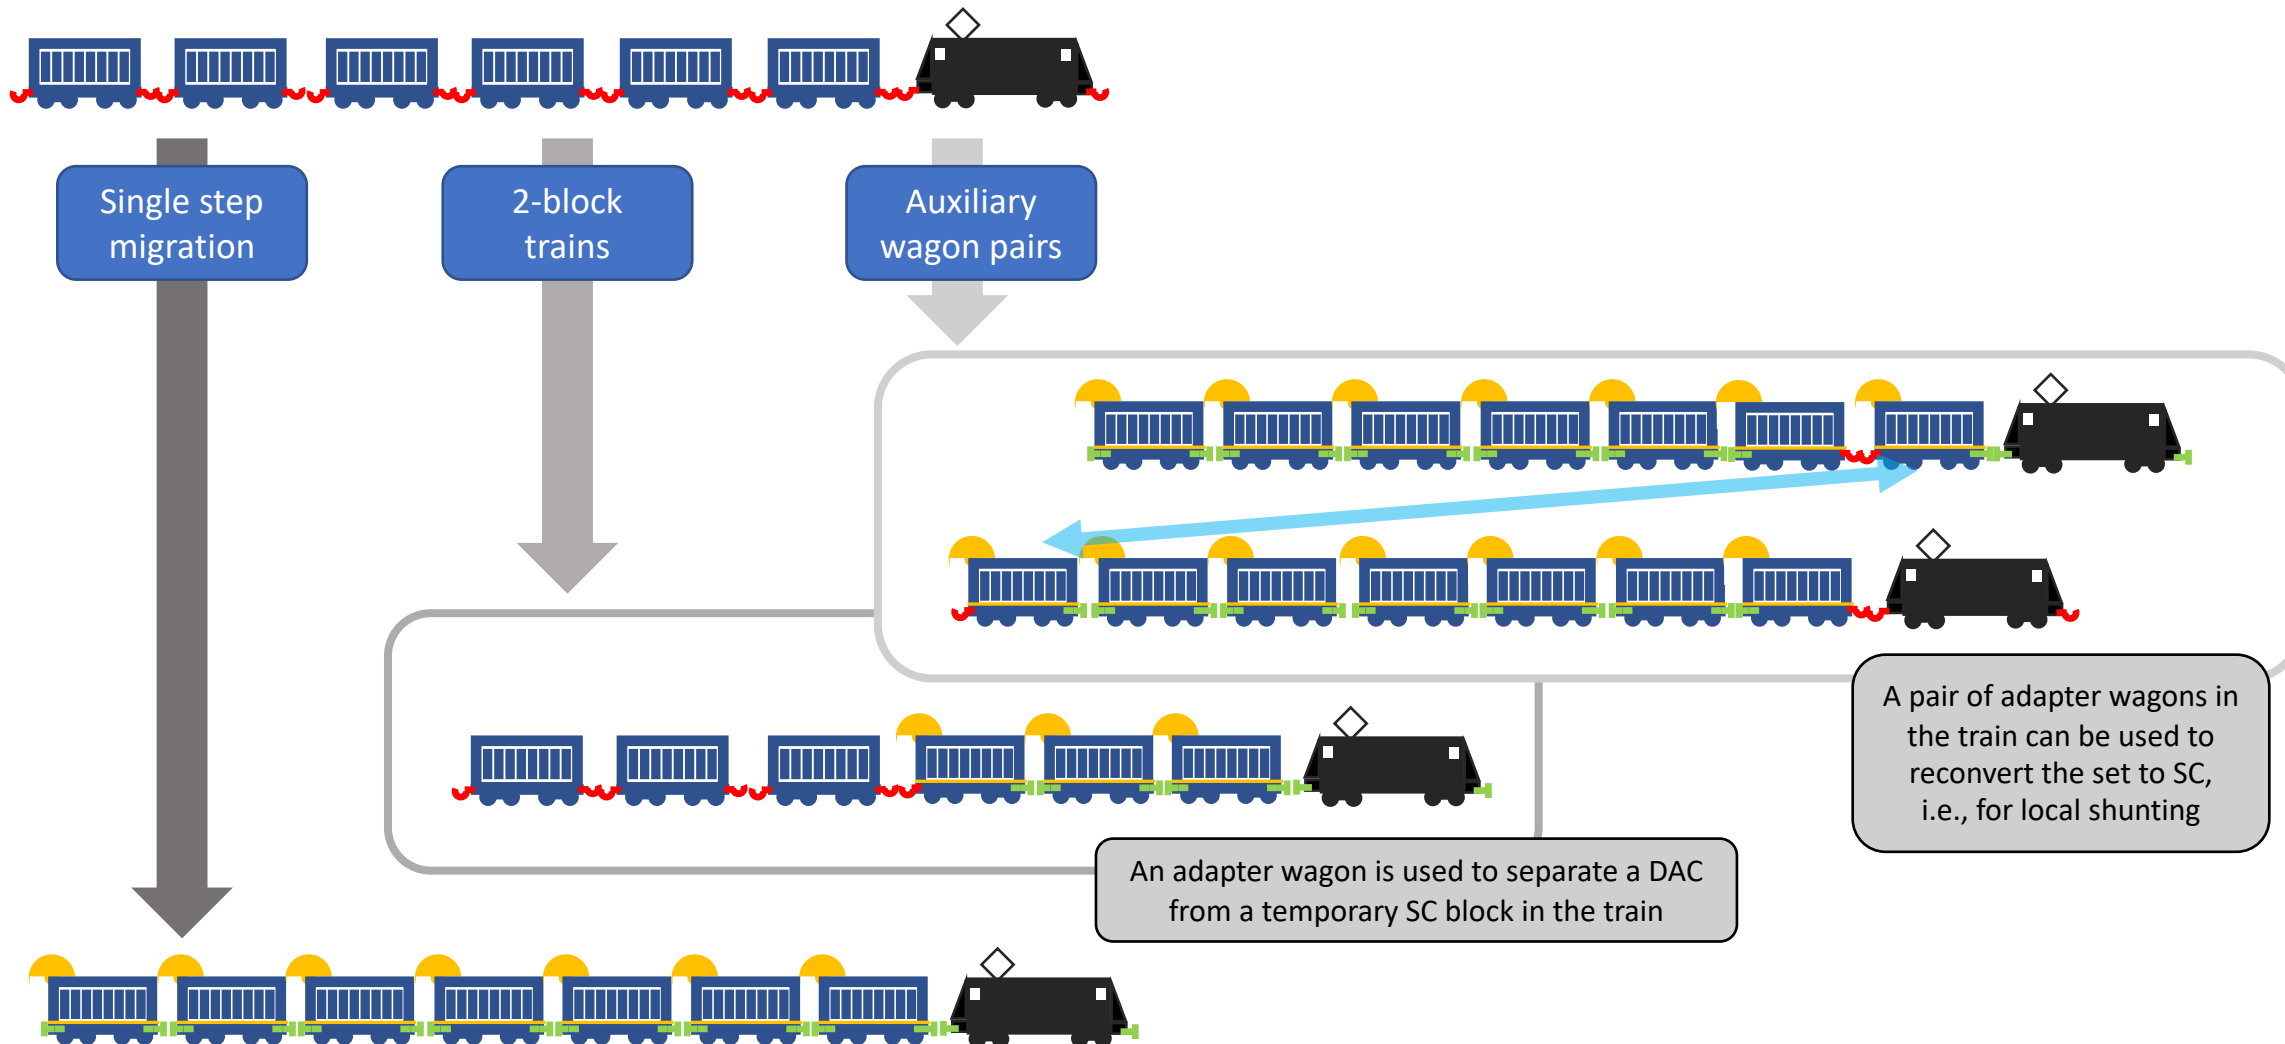 Single step
migration
2-block
trains
Auxiliary
wagon pairs
A pair of adapter wagons in
the train can be used to
reconvert the set to SC,
i.e., for local shunting
An adapter wagon is used to separate a DAC
from a temporary SC block in the train